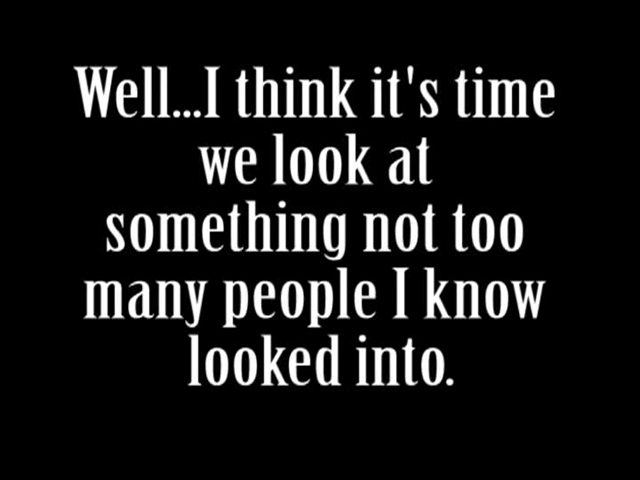 Well...I think it's time
we look at
something not too
many people I know
looked into.